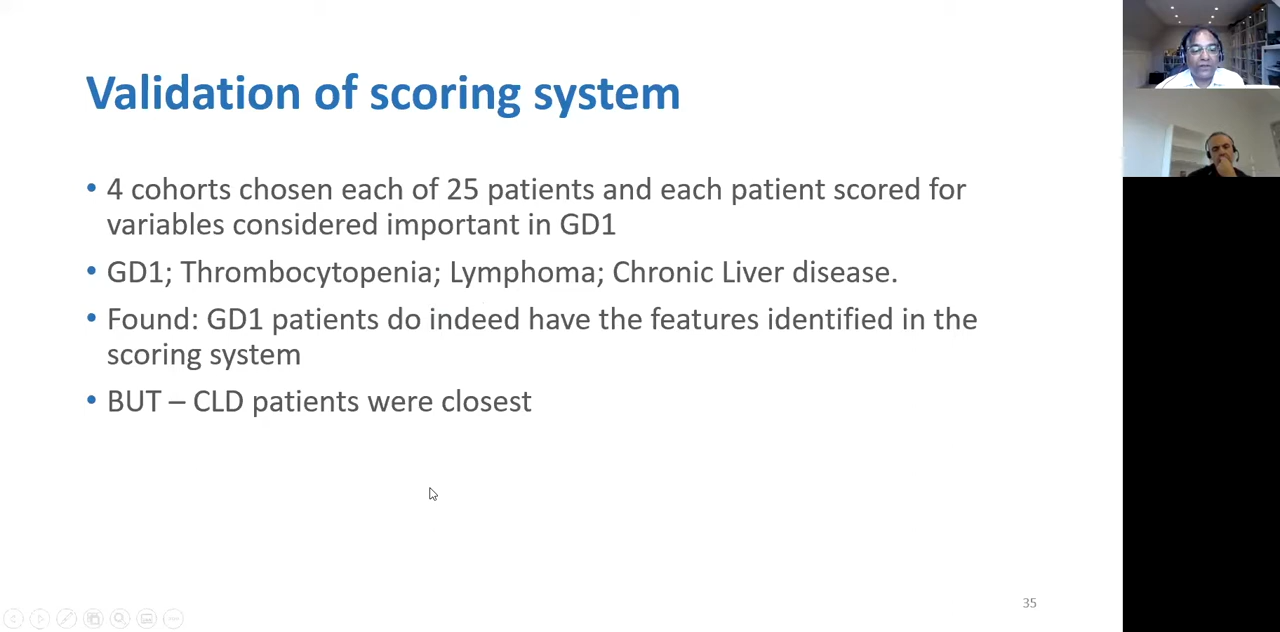 Validation of scoring system
• 4 cohorts chosen each of 25 patients and each patient scored for
variables considered important in GD1
• GD1; Thrombocytopenia; Lymphoma; Chronic Liver disease.
• Found: GD1 patients do indeed have the features identified in the
scoring system
• BUT – CLD patients were closest
35